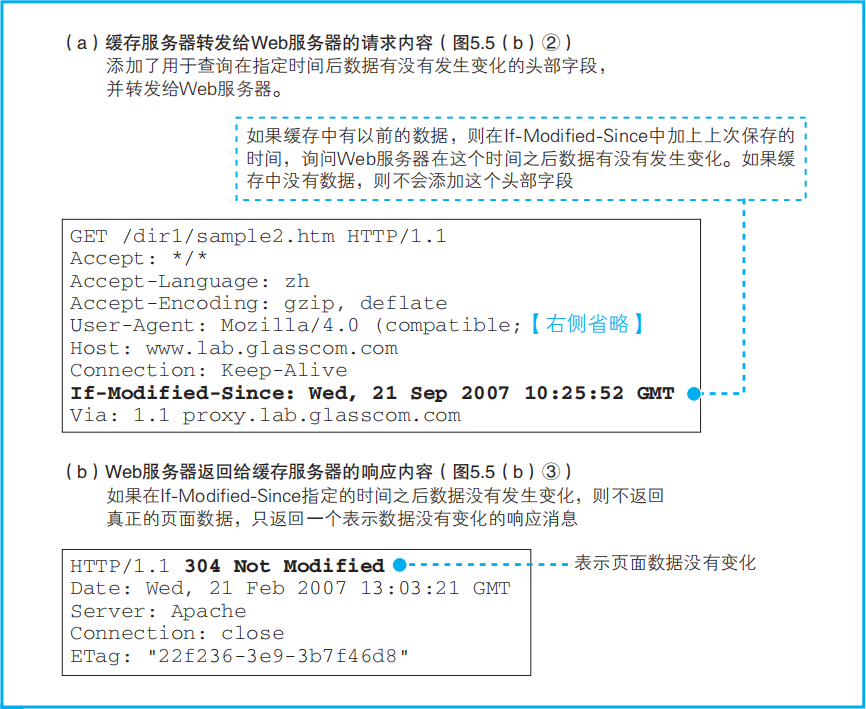 （a）缓存服务器转发给Web服务器的请求内容（图5.5（b）②）
添加了用于查询在指定时间后数据有没有发生变化的头部字段，
并转发给Web服务器。
如果缓存中有以前的数据，则在If-Modified-Since中加上上次保存的
时间，询问Web服务器在这个时间之后数据有没有发生变化。如果缓
存中没有数据，则不会添加这个头部字段
GET /dir1/sample2.htm HTTP/1.1
Accept: */*
Accept-Language: zh
Accept-Encoding: gzip, deflate
User-Agent: Mozilla/4.0 (compatible;【右侧省略】
Host: www.lab.glasscom.com
Connection: Keep-Alive
If-Modified-Since: Wed, 21 Sep 2007 10:25:52 GMT
Via: 1.1 proxy.lab.glasscom.com
（b）Web服务器返回给缓存服务器的响应内容（图5.5（b）③）
如果在If-Modified-Since指定的时间之后数据没有发生变化，则不返回
真正的页面数据，只返回一个表示数据没有变化的响应消息
HTTP/1.1 304 Not Modified
表示页面数据没有变化
Date: Wed, 21 Feb 2007 13:03:21 GMT
Server: Apache
Connection: close
ETag: "22f236-3e9-3b7f46d8"